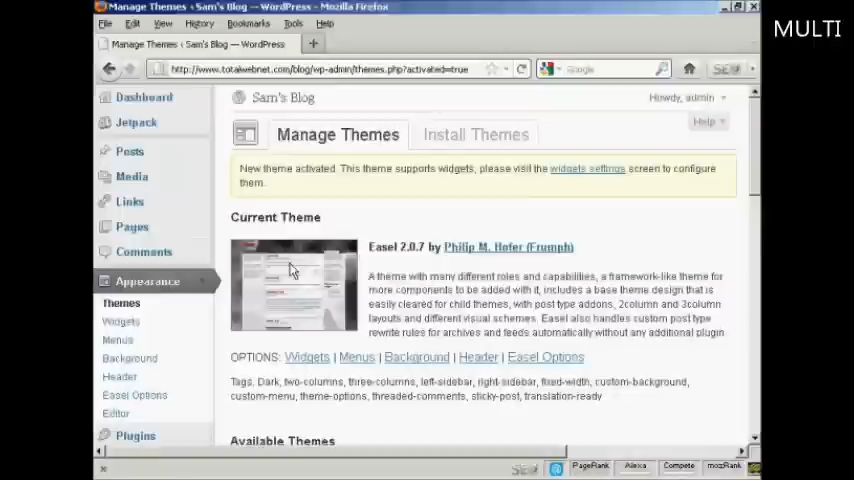 Manage Themes ‹ Sam's Blog — WordPress - Mozilla Firefox
MULTI
File Edit View History Bookmarks Tools Help
Manage Themes ‹ Sam's Blog — WordPress
http://www.totalwebnet.com/blog/wp-admin/themes.php?activated=true
Google
Dashboard
Jetpack
Posts
Media
Links
Pages
Comments
Appearance
Themes
Widgets
Menus
Background
Header
Easel Options
Editor
Plugins
Sam's Blog
Howdy, admin
Help
Manage Themes
Install Themes
New theme activated. This theme supports widgets, please visit the widgets settings screen to configure
them.
Current Theme
Easel 2.0.7 by Philip M. Hofer (Frumph)
A theme with many different roles and capabilities, a framework-like theme for
more components to be added with it, includes a base theme design that is
easily cleared for child themes, with post type addons, 2column and 3column
layouts and different visual schemes. Easel also handles custom post type
rewrite rules for archives and feeds automatically without any additional plugin
OPTIONS: Widgets | Menus | Background | Header | Easel Options
Tags: Dark, two-columns, three-columns, left-sidebar, right-sidebar, fixed-width, custom-background,
custom-menu, theme-options, threaded-comments, sticky-post, translation-ready
Available Themes
PageRank Alexa Compete mozRank